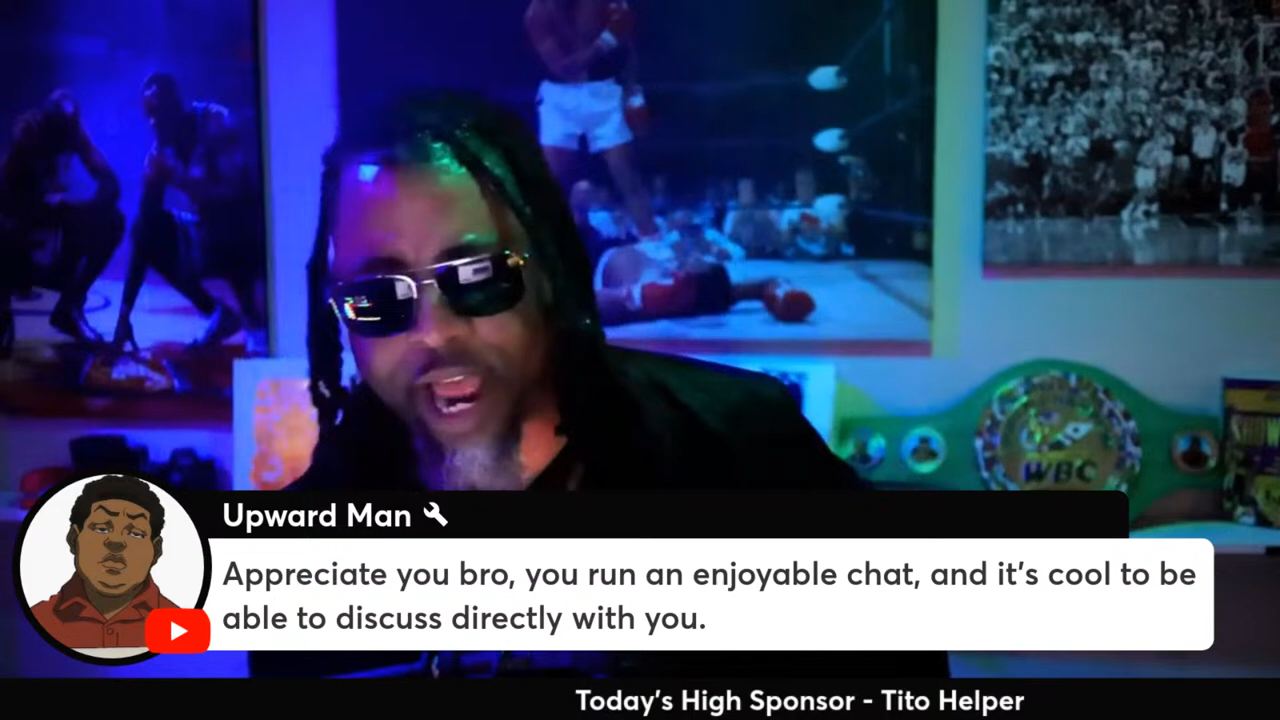 WBC
Upward Man
Appreciate you bro, you run an enjoyable chat, and it's cool to be
able to discuss directly with you.
Today's High Sponsor - Tito Helper